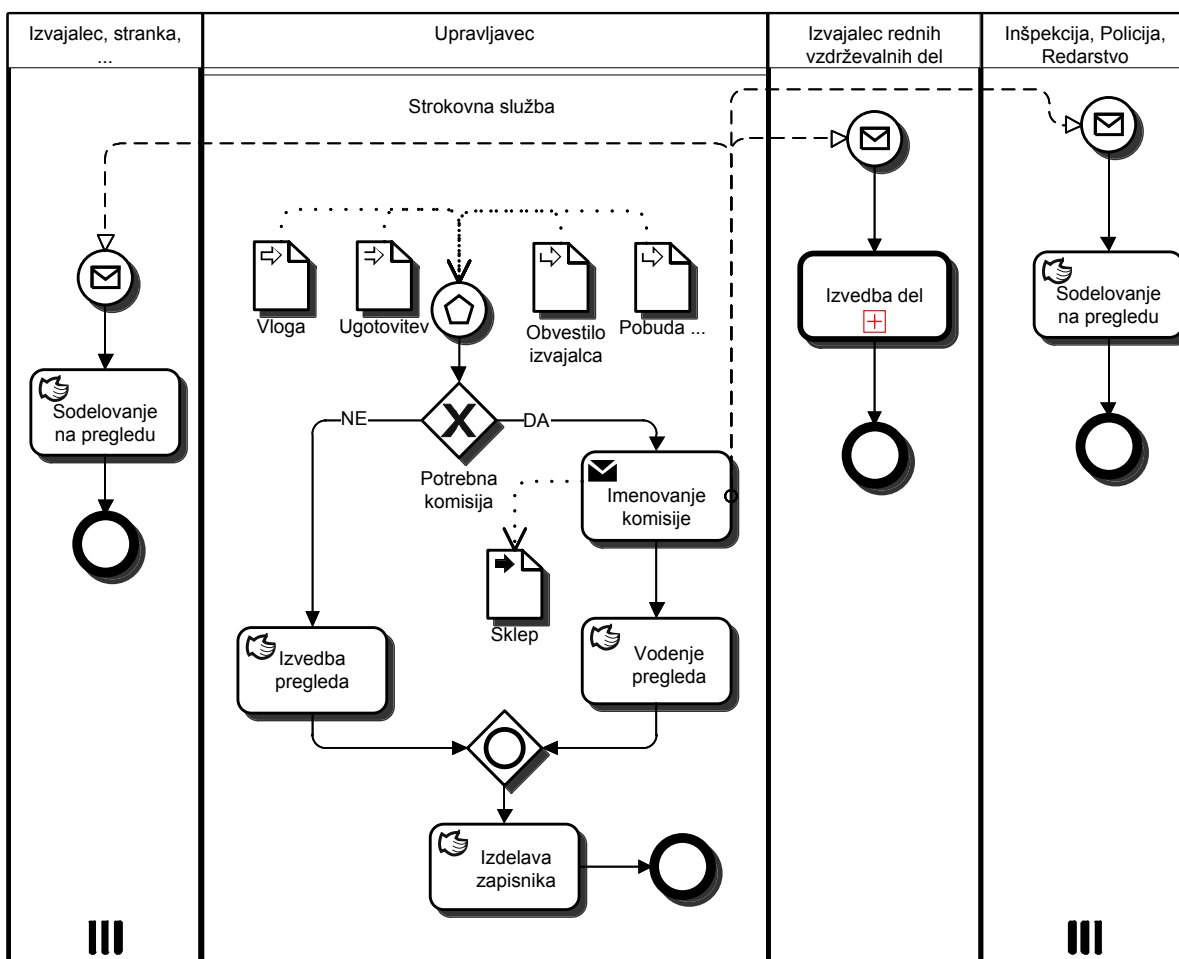 Izvajalec, stranka,
...
Upravljavec
Izvajalec rednih
vzdrževalnih del
Inšpekcija, Policija,
Redarstvo
Strokovna služba
Vloga
Ugotovitev
Obvestilo
izvajalca
Pobuda ...
Izvedba del
Sodelovanje
na pregledu
Sodelovanje
na pregledu
NE
DA
Potrebna
komisija
Imenovanje
komisije
Sklep
Izvedba
pregleda
Vodenje
pregleda
Izdelava
zapisnika